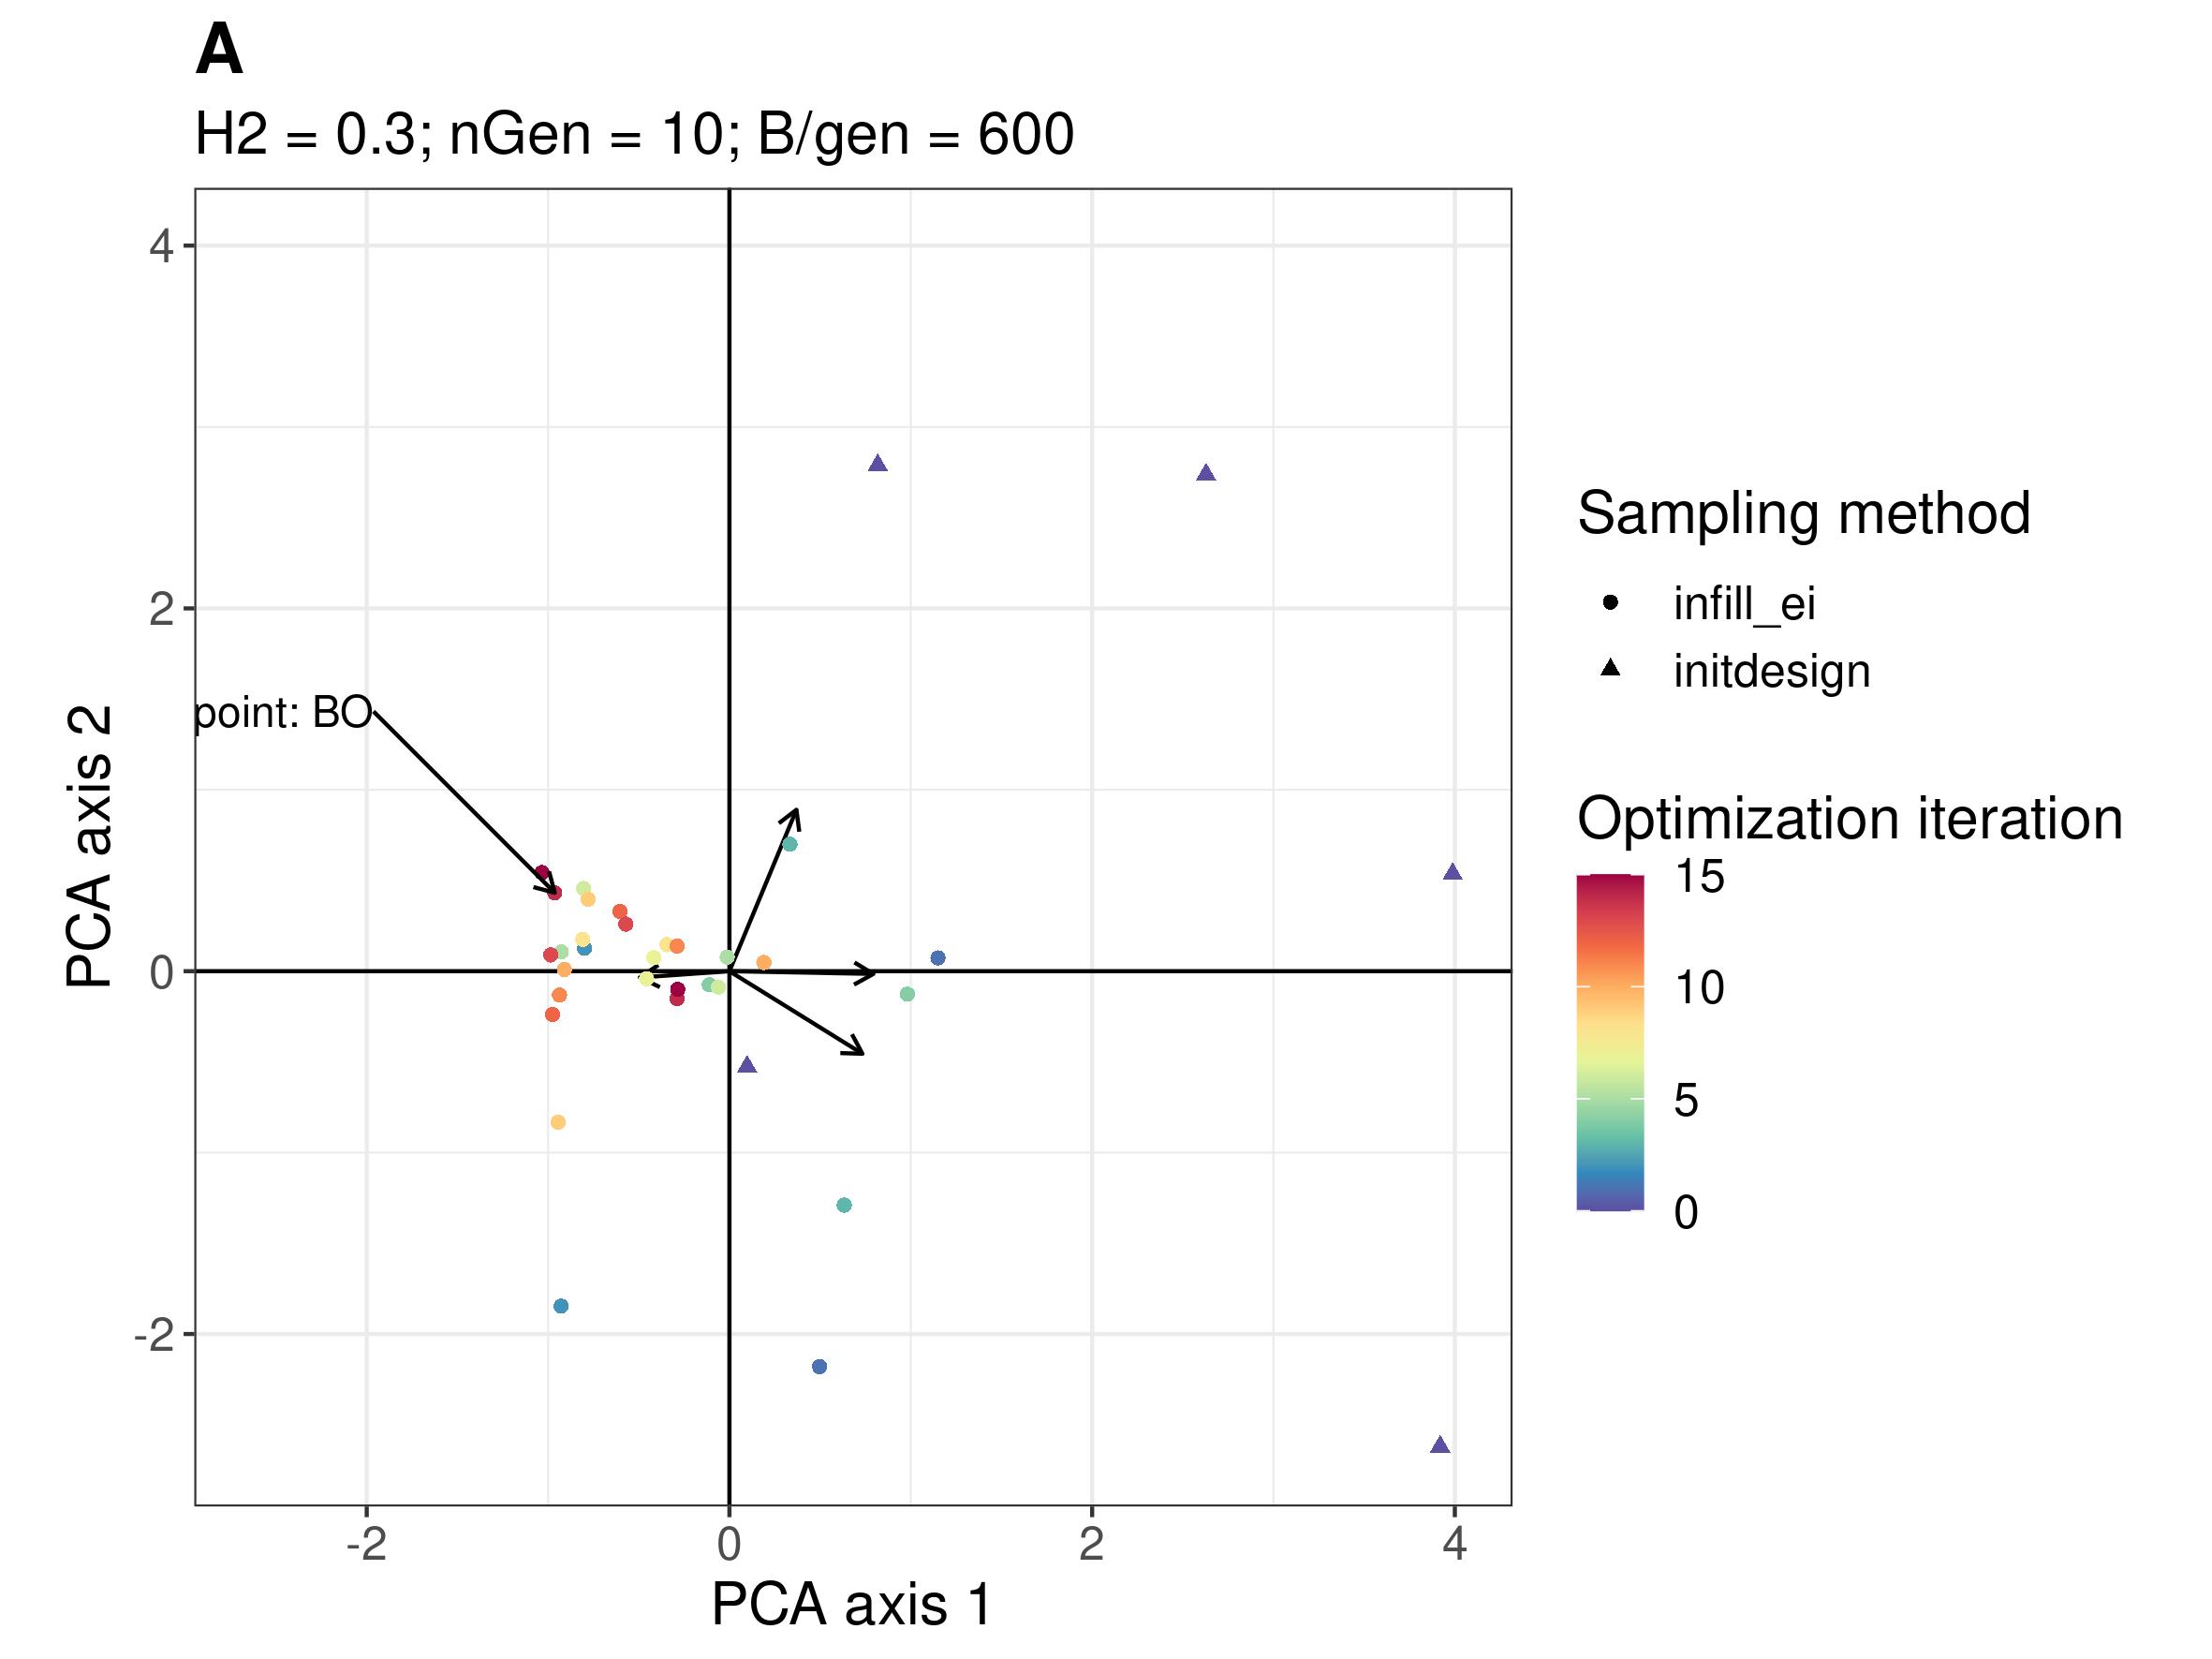 A
H2 = 0.3; nGen = 10; B/gen = 600
4
2
0
-2
PCA axis 2
point: BO
-2
0
2
4
PCA axis 1
Sampling method
infill_ei
initdesign
Optimization iteration
15
10
5
0